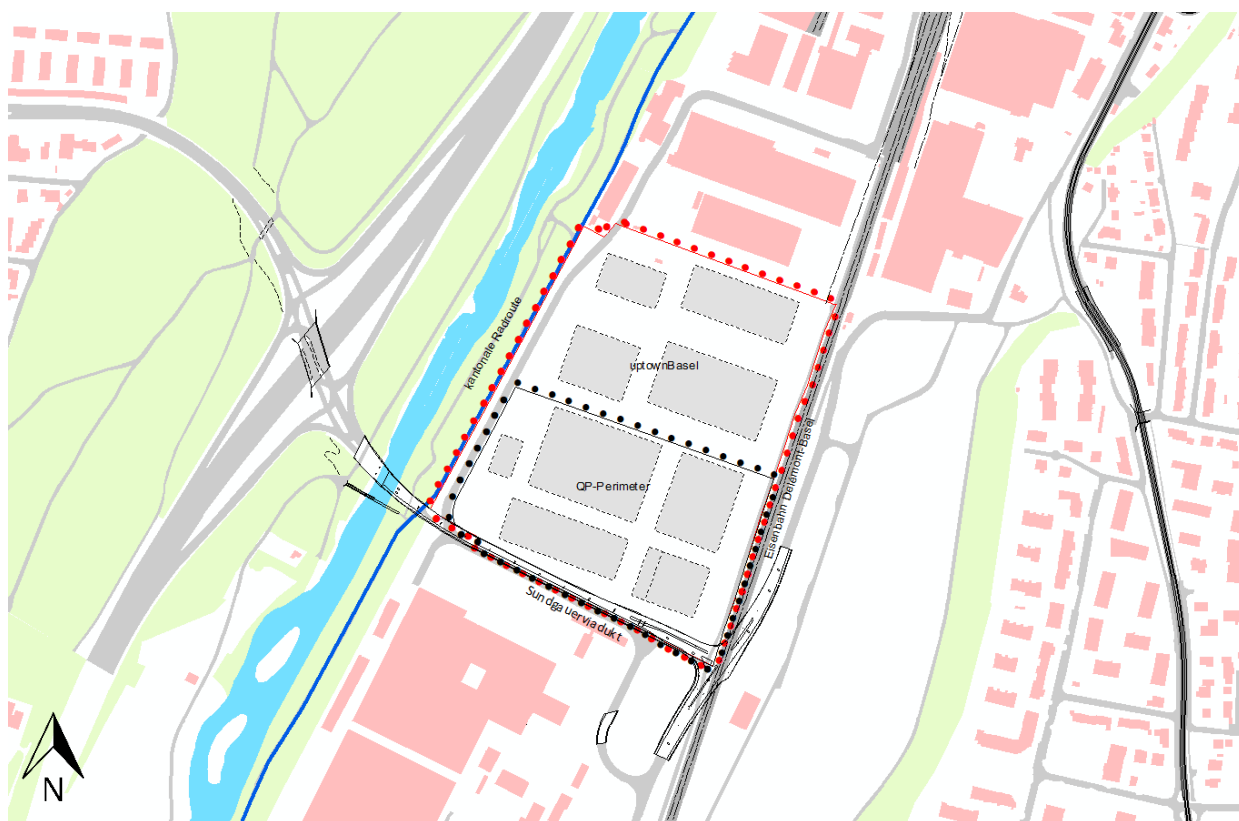 kantonale Radroute
uptownBasel
Eisenbahn Delémont-Basel
QP-Perimeter
Sundgauerviadukt
N